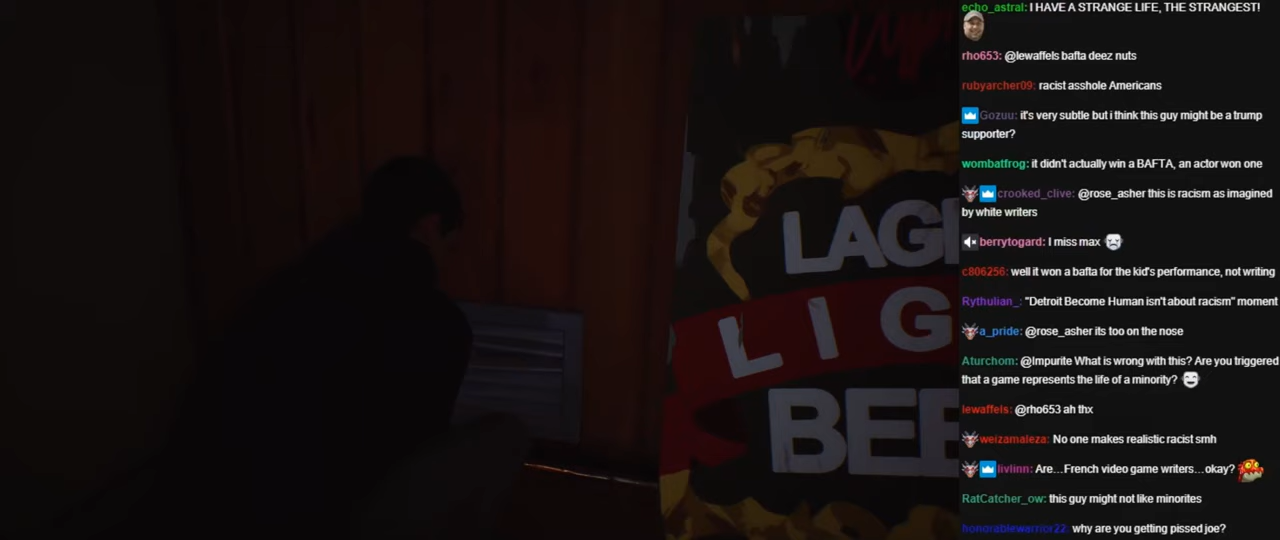 LAGE
LIG
BEE
echo_astral: I HAVE A STRANGE LIFE, THE STRANGEST!
rho653: @lewaffels bafta deez nuts
rubyarcher09: racist asshole Americans
Gozuu: it's very subtle but i think this guy might be a trump
supporter?
wombatfrog: it didn't actually win a BAFTA, an actor won one
crooked_clive: @rose_asher this is racism as imagined
by white writers
berrytogard: I miss max
c806256: well it won a bafta for the kid's performance, not writing
Rythulian_: "Detroit Become Human isn't about racism" moment
a_pride: @rose_asher its too on the nose
Aturchom: @Impurite What is wrong with this? Are you triggered
that a game represents the life of a minority?
lewaffels: @rho653 ah thx
weizamaleza: No one makes realistic racist smh
livlinn: Are...French video game writers...okay?
RatCatcher_ow: this guy might not like minorites
honorablewarrior22: why are you getting pissed joe?